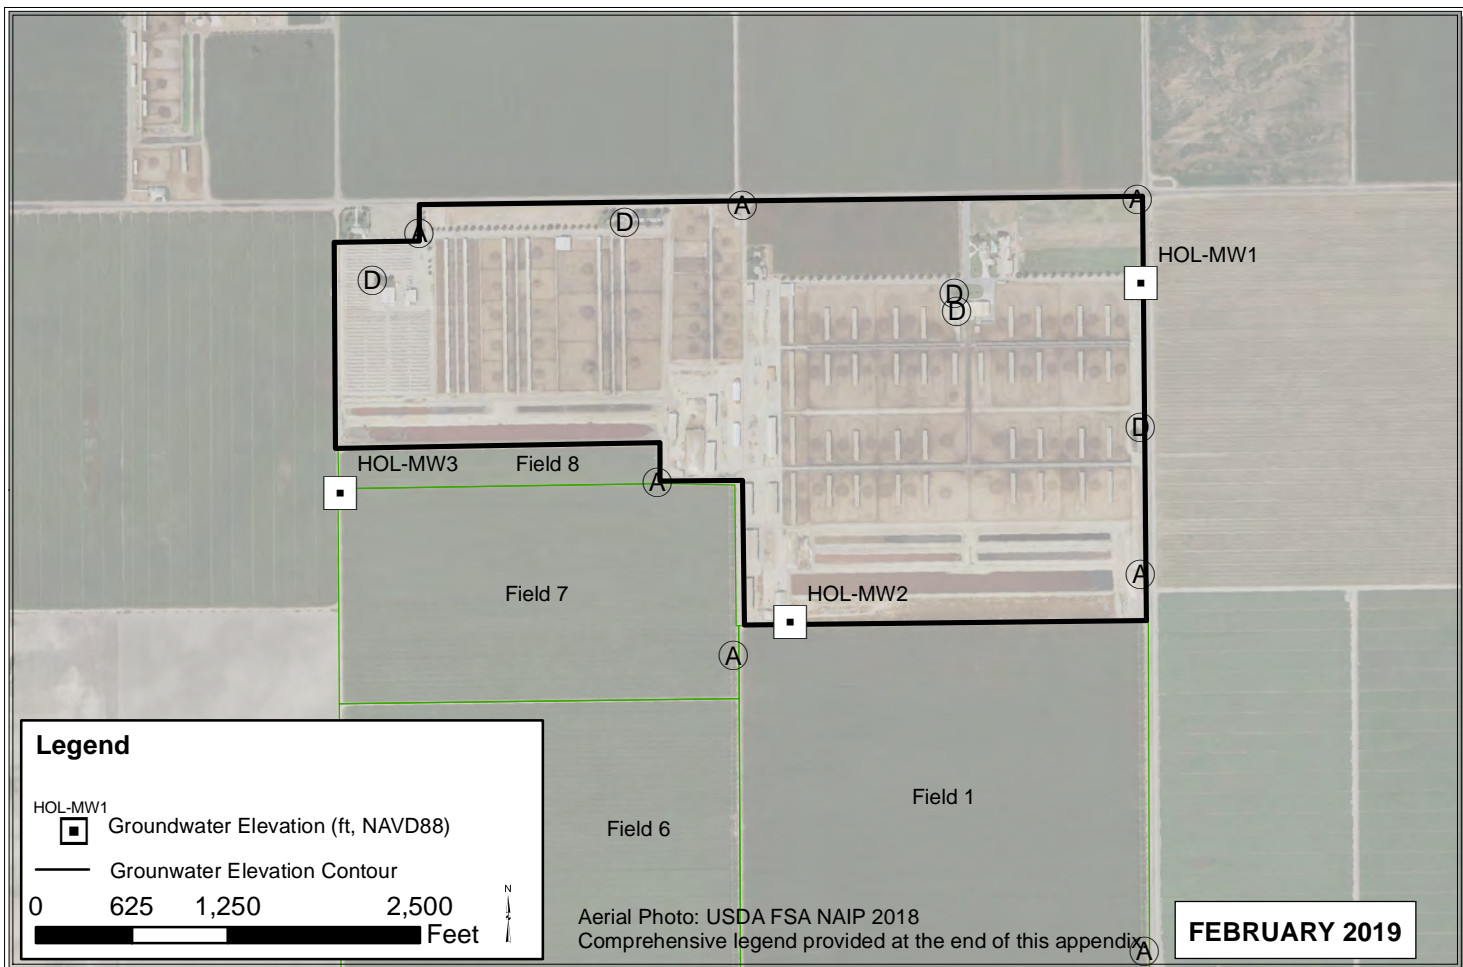 A
A
A
D
D
HOL-MW1
D
D
D
HOL-MW3
Field 8
A
A
Field 7
HOL-MW2
A
Legend
HOL-MW1
Groundwater Elevation (ft, NAVD88)
Grounwater Elevation Contour
0 625 1,250 2,500
Feet
N
Field 1
Field 6
Aerial Photo: USDA FSA NAIP 2018
Comprehensive legend provided at the end of this appendix
A
FEBRUARY 2019